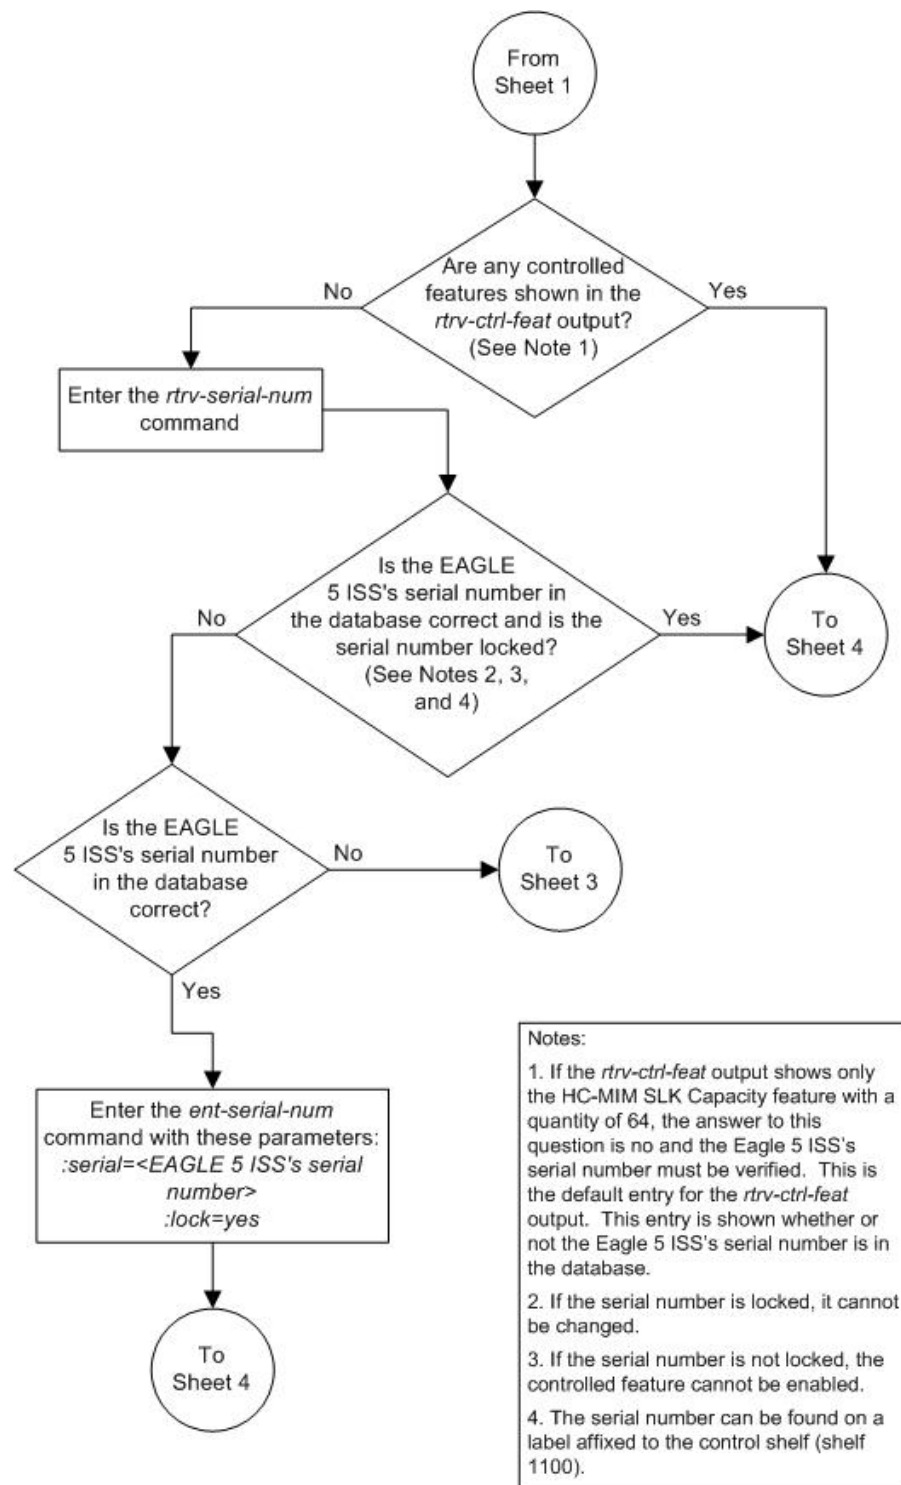 From
Sheet 1
Are any controlled
features shown in the
rtrv-ctrl-feat output?
(See Note 1)
No
Yes
Enter the rtrv-serial-num
command
Is the EAGLE
5 ISS's serial number in
the database correct and is the
serial number locked?
(See Notes 2, 3,
and 4)
No
Yes
To
Sheet 4
Is the EAGLE
5 ISS's serial number
in the database
correct?
No
To
Sheet 3
Yes
Enter the ent-serial-num
command with these parameters:
:serial=<EAGLE 5 ISS's serial
number>
:lock=yes
To
Sheet 4
Notes:
1. If the rtrv-ctrl-feat output shows only
the HC-MIM SLK Capacity feature with a
quantity of 64, the answer to this
question is no and the Eagle 5 ISS's
serial number must be verified.  This is
the default entry for the rtrv-ctrl-feat
output.  This entry is shown whether or
not the Eagle 5 ISS's serial number is in
the database.
2. If the serial number is locked, it cannot
be changed.
3. If the serial number is not locked, the
controlled feature cannot be enabled.
4. The serial number can be found on a
label affixed to the control shelf (shelf
1100).